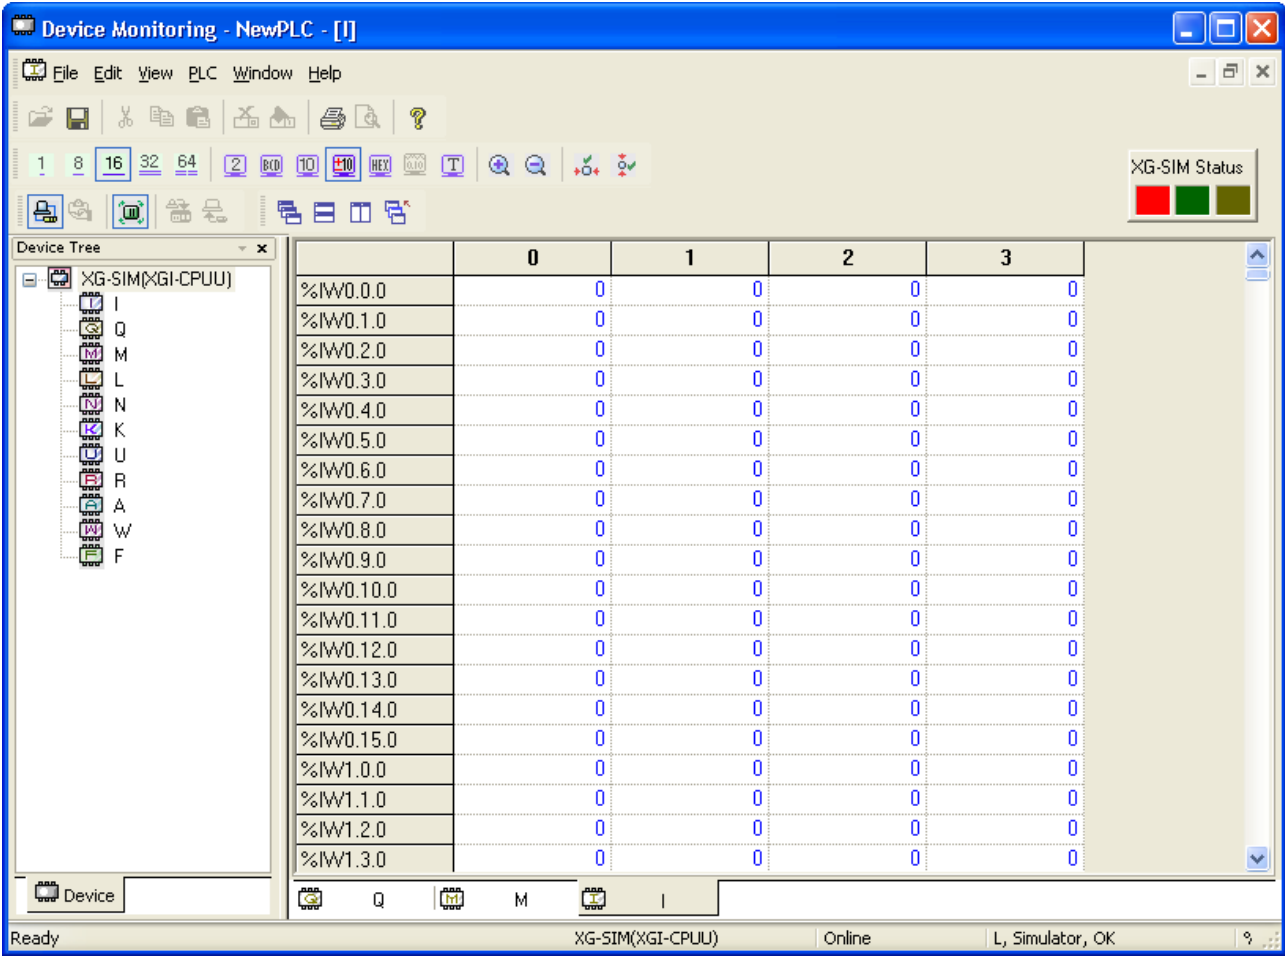 Device Monitoring - NewPLC - [I]
File Edit View PLC Window Help
1 8 16 32 64 2 BCD 10 ±10 HEX 0.10 T
XG-SIM Status
Device Tree
XG-SIM(XGI-CPUU)
I
Q
M
L
N
K
U
R
A
W
F
Device
0 1 2 3
%IW0.0.0 0 0 0 0
%IW0.1.0 0 0 0 0
%IW0.2.0 0 0 0 0
%IW0.3.0 0 0 0 0
%IW0.4.0 0 0 0 0
%IW0.5.0 0 0 0 0
%IW0.6.0 0 0 0 0
%IW0.7.0 0 0 0 0
%IW0.8.0 0 0 0 0
%IW0.9.0 0 0 0 0
%IW0.10.0 0 0 0 0
%IW0.11.0 0 0 0 0
%IW0.12.0 0 0 0 0
%IW0.13.0 0 0 0 0
%IW0.14.0 0 0 0 0
%IW0.15.0 0 0 0 0
%IW1.0.0 0 0 0 0
%IW1.1.0 0 0 0 0
%IW1.2.0 0 0 0 0
%IW1.3.0 0 0 0 0
Q M I
Ready XG-SIM(XGI-CPUU) Online L, Simulator, OK